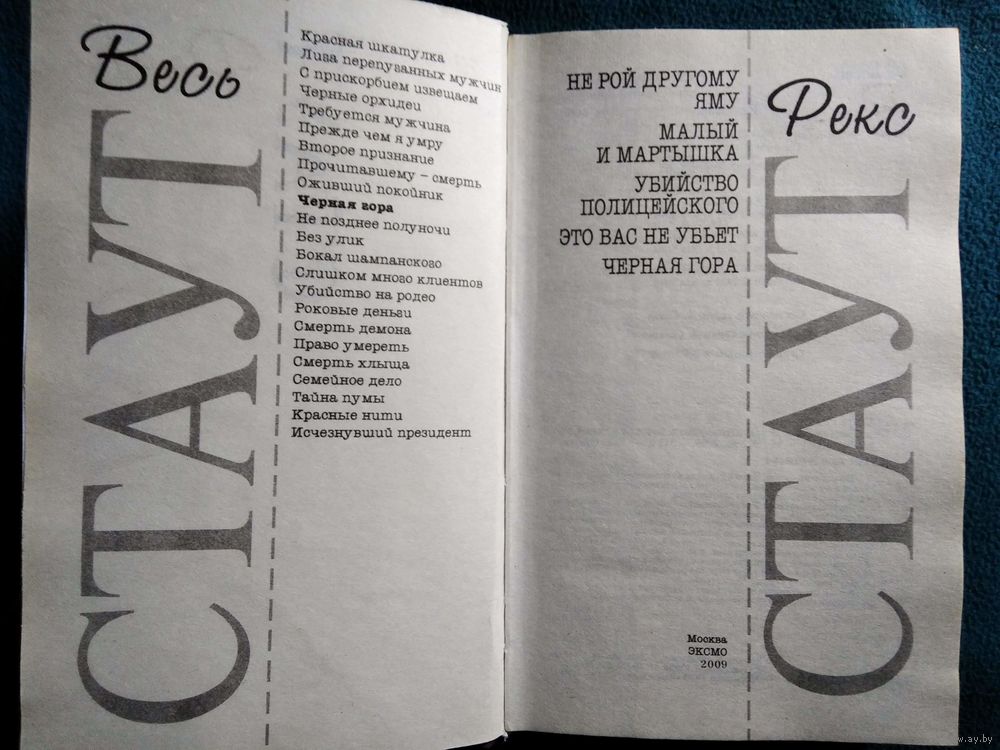 Весь
СТАУТ
Красная шкатулка
Лига перепуганных мужчин
С прискорбием извещаем
Черные орхидеи
Требуется мужчина
Прежде чем я умру
Второе признание
Прочитавшему – смерть
Оживший покойник
Черная гора
Не позднее полуночи
Без улик
Бокал шампанского
Слишком много клиентов
Убийство на родео
Роковые деньги
Смерть демона
Право умереть
Смерть хлыща
Семейное дело
Тайна пумы
Красные нити
Исчезнувший президент
НЕ РОЙ ДРУГОМУ
ЯМУ
МАЛЫЙ
И МАРТЫШКА
УБИЙСТВО
ПОЛИЦЕЙСКОГО
ЭТО ВАС НЕ УБЬЕТ
ЧЕРНАЯ ГОРА
Рекс
СТАУТ
Москва
ЭКСМО
2009
w.ay.by